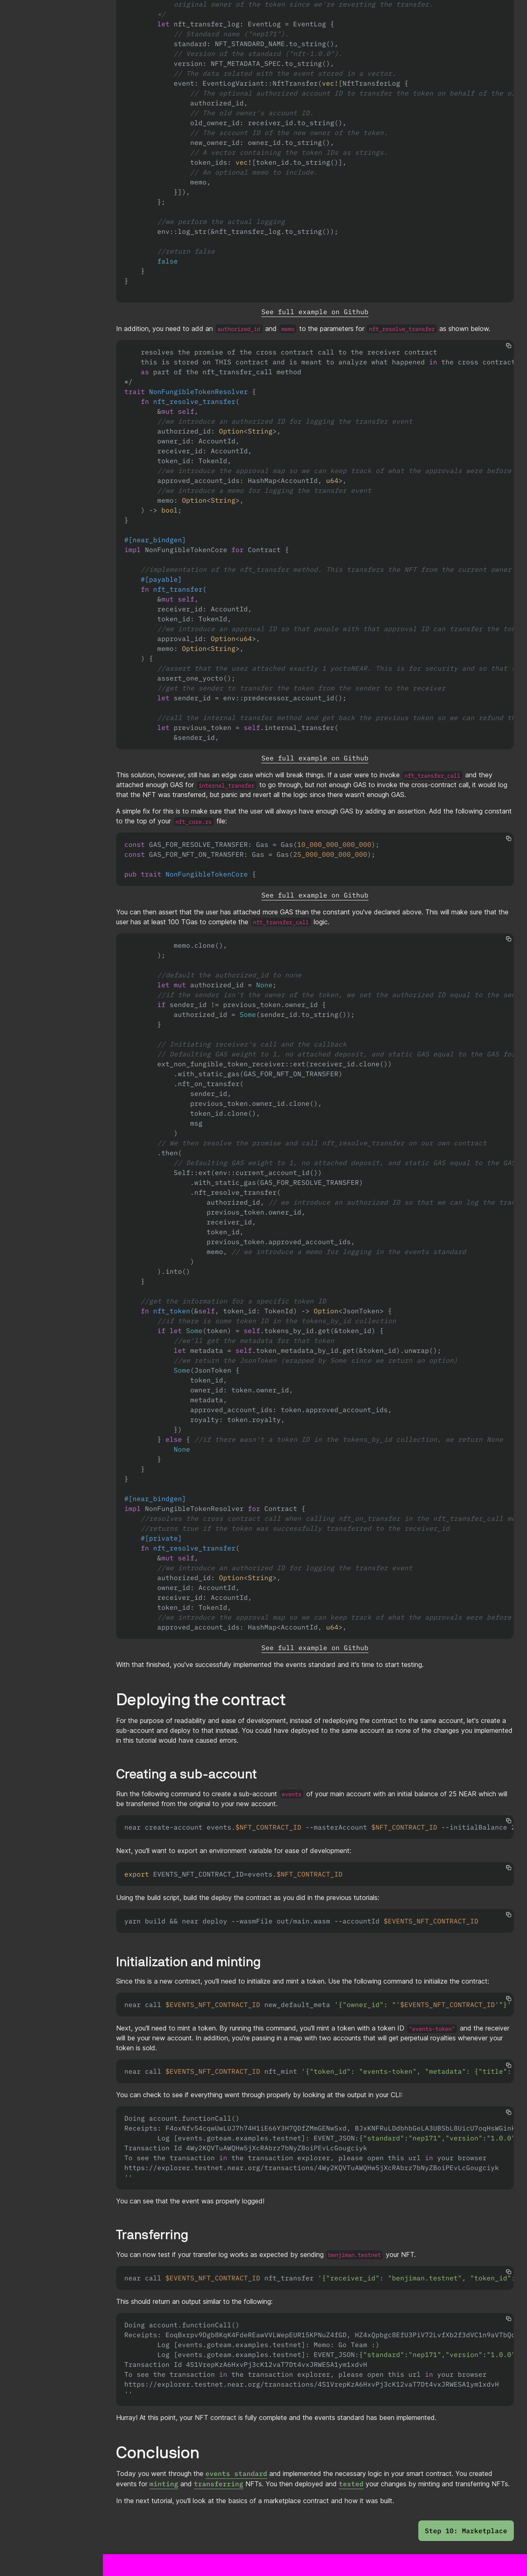 original owner of the token since we're reverting the transfer.
*/
let nft_transfer_log: EventLog = EventLog {
// Standard name ("nep171").
standard: NFT_STANDARD_NAME.to_string(),
// Version of the standard ("nft-1.0.0").
version: NFT_METADATA_SPEC.to_string(),
// The data related with the event stored in a vector.
event: EventLogVariant::NftTransfer(vec![NftTransferLog {
// The optional authorized account ID to transfer the token on behalf of the
authorized_id,
// The old owner's account ID.
old_owner_id: receiver_id.to_string(),
// The account ID of the new owner of the token.
new_owner_id: owner_id.to_string(),
// A vector containing the token IDs as strings.
token_ids: vec![token_id.to_string()],
// An optional memo to include.
memo,
}]),
};
//we perform the actual logging
env::log_str(&nft_transfer_log.to_string());
//return false
false
}
}
See full example on Github
In addition, you need to add an authorized_id and memo to the parameters for nft_resolve_transfer as shown below.
resolves the promise of the cross contract call to the receiver contract
this is stored on THIS contract and is meant to analyze what happened in the cross contract
as part of the nft_transfer_call method
*/
trait NonFungibleTokenResolver {
fn nft_resolve_transfer(
&mut self,
//we introduce an authorized ID for logging the transfer event
authorized_id: Option<String>,
owner_id: AccountId,
receiver_id: AccountId,
token_id: TokenId,
//we introduce the approval map so we can keep track of what the approvals were before
approved_account_ids: HashMap<AccountId, u64>,
//we introduce a memo for logging the transfer event
memo: Option<String>,
) -> bool;
}
#[near_bindgen]
impl NonFungibleTokenCore for Contract {
//implementation of the nft_transfer method. This transfers the NFT from the current owner
#[payable]
fn nft_transfer(
&mut self,
receiver_id: AccountId,
token_id: TokenId,
//we introduce an approval ID so that people with that approval ID can transfer the
approval_id: Option<u64>,
memo: Option<String>,
) {
//assert that the user attached exactly 1 yoctoNEAR. This is for security and so that
assert_one_yocto();
//get the sender to transfer the token from the sender to the receiver
let sender_id = env::predecessor_account_id();
//call the internal transfer method and get back the previous token so we can refund
let previous_token = self.internal_transfer(
&sender_id,
See full example on Github
This solution, however, still has an edge case which will break things. If a user were to invoke nft_transfer_call and they
attached enough GAS for internal_transfer to go through, but not enough GAS to invoke the cross-contract call, it would log
that the NFT was transferred, but panic and revert all the logic since there wasn't enough GAS.
A simple fix for this is to make sure that the user will always have enough GAS by adding an assertion. Add the following constant
to the top of your nft_core.rs file:
const GAS_FOR_RESOLVE_TRANSFER: Gas = Gas(10_000_000_000_000);
const GAS_FOR_NFT_ON_TRANSFER: Gas = Gas(25_000_000_000_000);
pub trait NonFungibleTokenCore {
See full example on Github
You can then assert that the user has attached more GAS than the constant you've declared above. This will make sure that the
user has at least 100 TGas to complete the nft_transfer_call logic.
memo.clone(),
);
//default the authorized_id to none
let mut authorized_id = None;
//if the sender isn't the owner of the token, we set the authorized ID equal to the
if sender_id != previous_token.owner_id {
authorized_id = Some(sender_id.to_string());
}
// Initiating receiver's call and the callback
// Defaulting GAS weight to 1, no attached deposit, and static GAS equal to the GAS
ext_non_fungible_token_receiver::ext(receiver_id.clone())
.with_static_gas(GAS_FOR_NFT_ON_TRANSFER)
.nft_on_transfer(
sender_id,
previous_token.owner_id.clone(),
token_id.clone(),
msg
)
// We then resolve the promise and call nft_resolve_transfer on our own contract
.then(
// Defaulting GAS weight to 1, no attached deposit, and static GAS equal to the GAS
Self::ext(env::current_account_id())
.with_static_gas(GAS_FOR_RESOLVE_TRANSFER)
.nft_resolve_transfer(
authorized_id, // we introduce an authorized ID so that we can log the
previous_token.owner_id,
receiver_id,
token_id,
previous_token.approved_account_ids,
memo, // we introduce a memo for logging in the events standard
)
).into()
}
//get the information for a specific token ID
fn nft_token(&self, token_id: TokenId) -> Option<JsonToken> {
//if there is some token ID in the tokens_by_id collection
if let Some(token) = self.tokens_by_id.get(&token_id) {
//we'll get the metadata for that token
let metadata = self.token_metadata_by_id.get(&token_id).unwrap();
//we return the JsonToken (wrapped by Some since we return an option)
Some(JsonToken {
token_id,
owner_id: token.owner_id,
metadata,
approved_account_ids: token.approved_account_ids,
royalty: token.royalty,
})
} else { //if there wasn't a token ID in the tokens_by_id collection, we return None
None
}
}
}
#[near_bindgen]
impl NonFungibleTokenResolver for Contract {
//resolves the cross contract call when calling nft_on_transfer in the nft_transfer_call
//returns true if the token was successfully transferred to the receiver_id
#[private]
fn nft_resolve_transfer(
&mut self,
//we introduce an authorized ID for logging the transfer event
authorized_id: Option<String>,
owner_id: AccountId,
receiver_id: AccountId,
token_id: TokenId,
//we introduce the approval map so we can keep track of what the approvals were before
approved_account_ids: HashMap<AccountId, u64>,
See full example on Github
With that finished, you've successfully implemented the events standard and it's time to start testing.
Deploying the contract
For the purpose of readability and ease of development, instead of redeploying the contract to the same account, let's create a
sub-account and deploy to that instead. You could have deployed to the same account as none of the changes you implemented
in this tutorial would have caused errors.
Creating a sub-account
Run the following command to create a sub-account events of your main account with an initial balance of 25 NEAR which will
be transferred from the original to your new account.
near create-account events.$NFT_CONTRACT_ID --masterAccount $NFT_CONTRACT_ID --initialBalance
Next, you'll want to export an environment variable for ease of development:
export EVENTS_NFT_CONTRACT_ID=events.$NFT_CONTRACT_ID
Using the build script, build the deploy the contract as you did in the previous tutorials:
yarn build && near deploy --wasmFile out/main.wasm --accountId $EVENTS_NFT_CONTRACT_ID
Initialization and minting
Since this is a new contract, you'll need to initialize and mint a token. Use the following command to initialize the contract:
near call $EVENTS_NFT_CONTRACT_ID new_default_meta '{"owner_id": "'$EVENTS_NFT_CONTRACT_ID'"}
Next, you'll need to mint a token. By running this command, you'll mint a token with a token ID "events-token" and the receiver
will be your new account. In addition, you're passing in a map with two accounts that will get perpetual royalties whenever your
token is sold.
near call $EVENTS_NFT_CONTRACT_ID nft_mint '{"token_id": "events-token", "metadata": {"title":
You can check to see if everything went through properly by looking at the output in your CLI:
Doing account.functionCall()
Receipts: F4oxNfv54cqwUwLUJ7h74H1iE66Y3H7QDfZMmGENwSxd, BJxKNFRuLDdbhbGeLA3UBSbL8UicU7oqHsWGink
Log [events.goteam.examples.testnet]: EVENT_JSON:{"standard":"nep171","version":"1.0.0"
Transaction Id 4Wy2KQVTuAWQHw5jXcRAbrz7bNyZBoiPEvLcGougciyk
To see the transaction in the transaction explorer, please open this url in your browser
https://explorer.testnet.near.org/transactions/4Wy2KQVTuAWQHw5jXcRAbrz7bNyZBoiPEvLcGougciyk
''
You can see that the event was properly logged!
Transferring
You can now test if your transfer log works as expected by sending benjiman.testnet your NFT.
near call $EVENTS_NFT_CONTRACT_ID nft_transfer '{"receiver_id": "benjiman.testnet", "token_id"
This should return an output similar to the following:
Doing account.functionCall()
Receipts: EoqBxrpv9Dgb8KqK4FdeREawVVLWepEUR15KPNuZ4fGD, HZ4xQpbgc8EfU3PiV72LvfXb2f3dVC1n9aVTbQds
Log [events.goteam.examples.testnet]: Memo: Go Team :)
Log [events.goteam.examples.testnet]: EVENT_JSON:{"standard":"nep171","version":"1.0.0"
Transaction Id 4S1VrepKzA6HxvPj3cK12vaT7Dt4vxJRWESA1ym1xdvH
To see the transaction in the transaction explorer, please open this url in your browser
https://explorer.testnet.near.org/transactions/4S1VrepKzA6HxvPj3cK12vaT7Dt4vxJRWESA1ym1xdvH
''
Hurray! At this point, your NFT contract is fully complete and the events standard has been implemented.
Conclusion
Today you went through the events standard and implemented the necessary logic in your smart contract. You created
events for minting and transferring NFTs. You then deployed and tested your changes by minting and transferring NFTs.
In the next tutorial, you'll look at the basics of a marketplace contract and how it was built.
Step 10: Marketplace